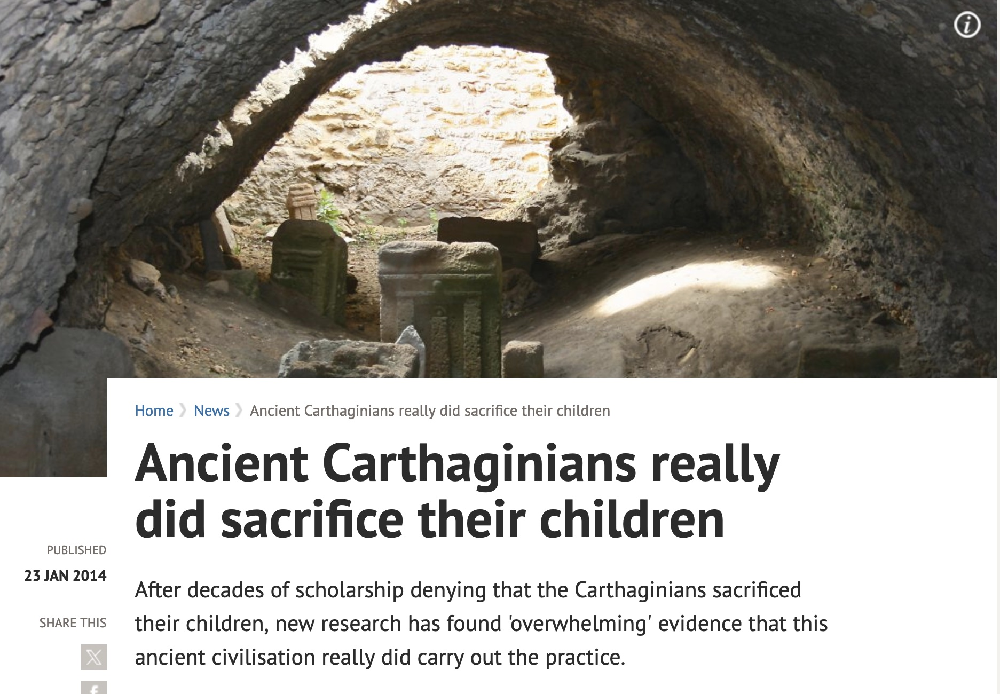 Home ❯ News ❯ Ancient Carthaginians really did sacrifice their children
Ancient Carthaginians really
did sacrifice their children
PUBLISHED
23 JAN 2014
SHARE THIS
After decades of scholarship denying that the Carthaginians sacrificed
their children, new research has found 'overwhelming' evidence that this
ancient civilisation really did carry out the practice.